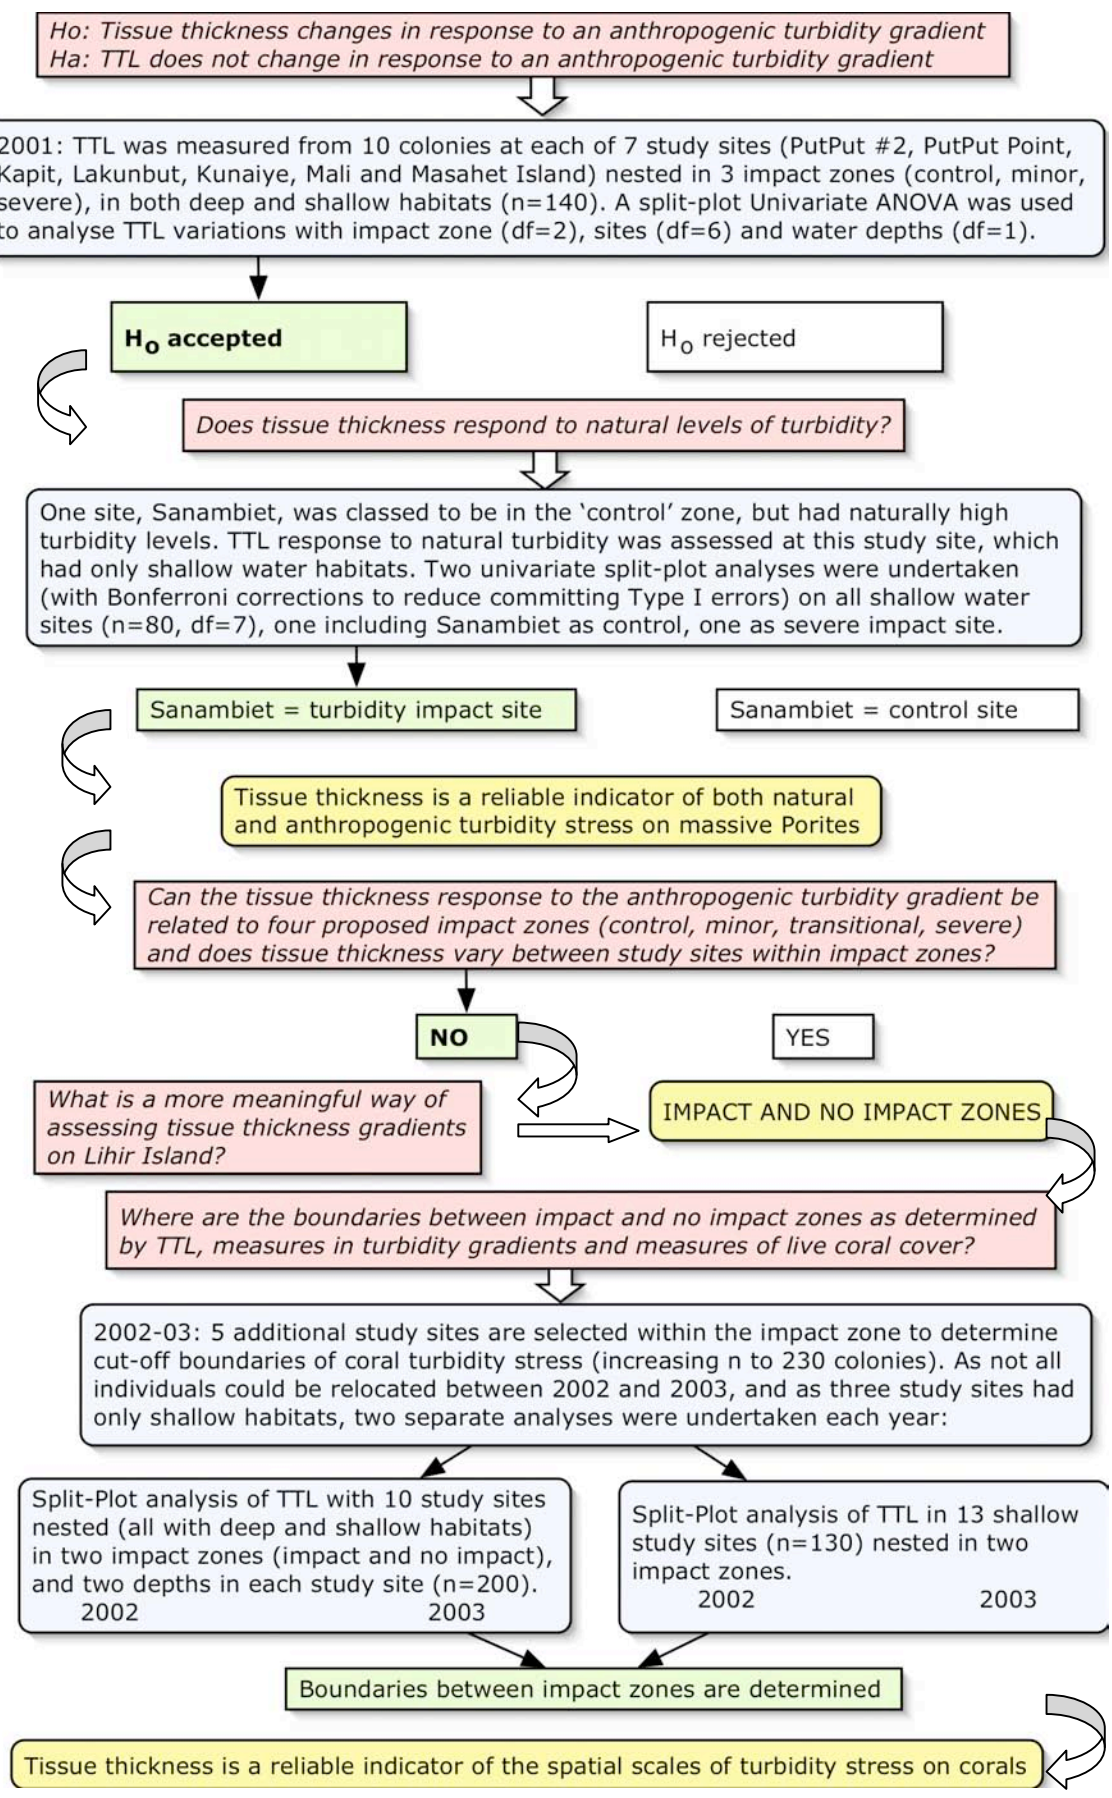 Ho: Tissue thickness changes in response to an anthropogenic turbidity gradient
Ha: TTL does not change in response to an anthropogenic turbidity gradient
2001: TTL was measured from 10 colonies at each of 7 study sites (PutPut #2, PutPut Point,
Kapit, Lakunbut, Kunaiye, Mali and Masahet Island) nested in 3 impact zones (control, minor,
severe), in both deep and shallow habitats (n=140). A split-plot Univariate ANOVA was used
to analyse TTL variations with impact zone (df=2), sites (df=6) and water depths (df=1).
Ho accepted
Ho rejected
Does tissue thickness respond to natural levels of turbidity?
One site, Sanambiet, was classed to be in the ‘control’ zone, but had naturally high
turbidity levels. TTL response to natural turbidity was assessed at this study site, which
had only shallow water habitats. Two univariate split-plot analyses were undertaken
(with Bonferroni corrections to reduce committing Type I errors) on all shallow water
sites (n=80, df=7), one including Sanambiet as control, one as severe impact site.
Sanambiet = turbidity impact site
Sanambiet = control site
Tissue thickness is a reliable indicator of both natural
and anthropogenic turbidity stress on massive Porites
Can the tissue thickness response to the anthropogenic turbidity gradient be
related to four proposed impact zones (control, minor, transitional, severe)
and does tissue thickness vary between study sites within impact zones?
NO
YES
What is a more meaningful way of
assessing tissue thickness gradients
on Lihir Island?
IMPACT AND NO IMPACT ZONES
Where are the boundaries between impact and no impact zones as determined
by TTL, measures in turbidity gradients and measures of live coral cover?
2002-03: 5 additional study sites are selected within the impact zone to determine
cut-off boundaries of coral turbidity stress (increasing n to 230 colonies). As not all
individuals could be relocated between 2002 and 2003, and as three study sites had
only shallow habitats, two separate analyses were undertaken each year:
Split-Plot analysis of TTL with 10 study sites
nested (all with deep and shallow habitats)
in two impact zones (impact and no impact),
and two depths in each study site (n=200).
2002 2003
Split-Plot analysis of TTL in 13 shallow
study sites (n=130) nested in two
impact zones.
2002 2003
Boundaries between impact zones are determined
Tissue thickness is a reliable indicator of the spatial scales of turbidity stress on corals